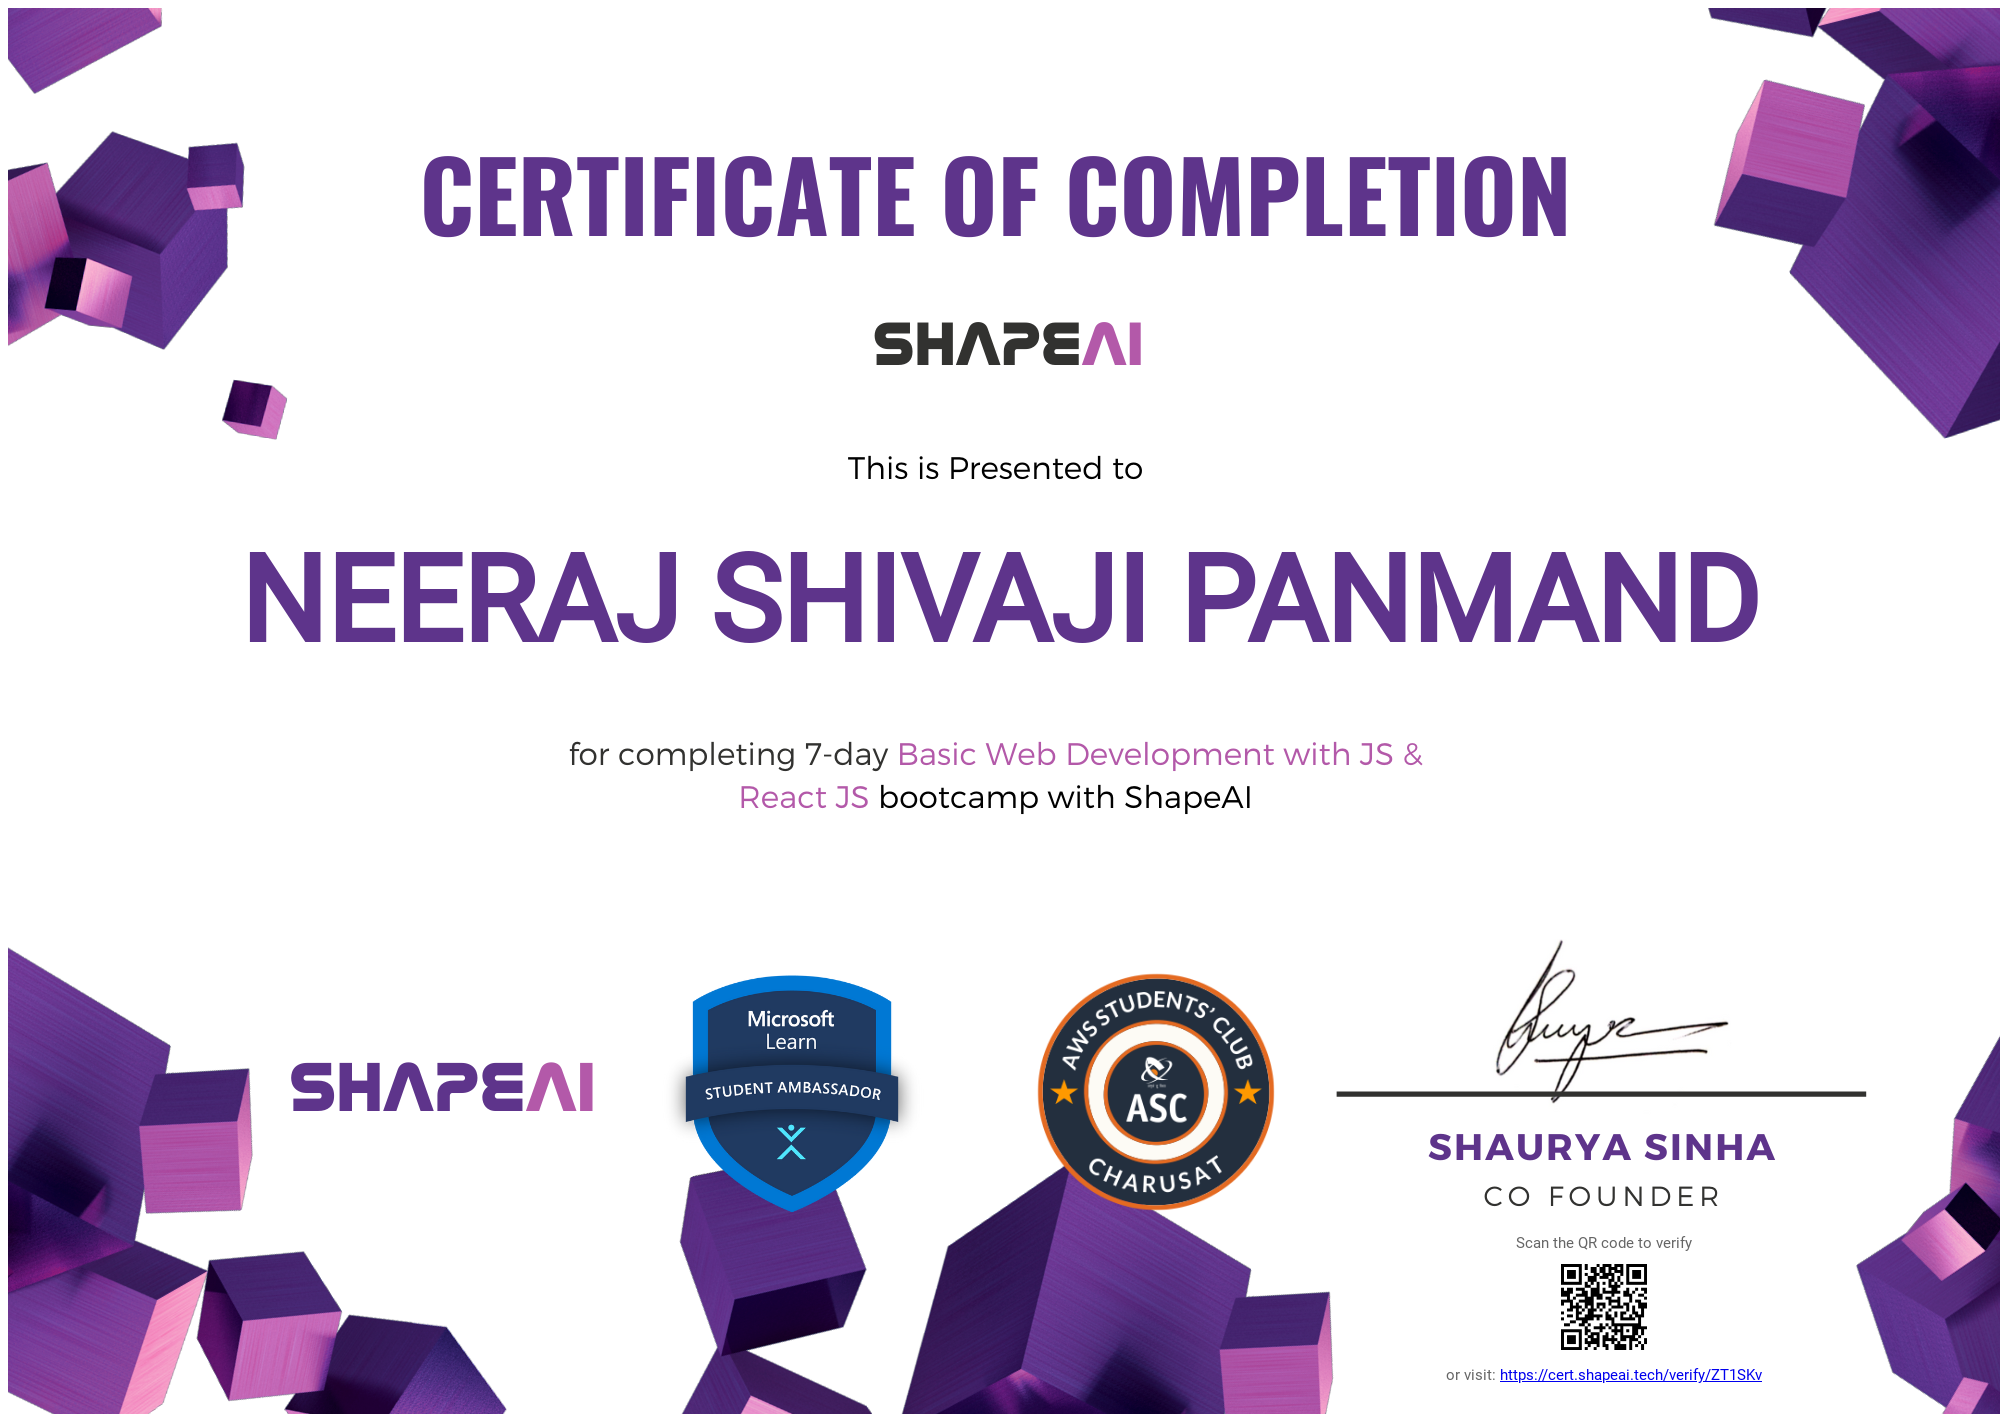 CERTIFICATE OF COMPLETION
SHAPEAI
This is Presented to
NEERAJ SHIVAJI PANMAND
for completing 7-day Basic Web Development with JS &
React JS bootcamp with ShapeAI
SHAPEAI
Microsoft
Learn
STUDENT AMBASSADOR
AWS STUDENTS' CLUB
ASC
CHARUSAT
SHAURYA SINHA
CO FOUNDER
Scan the QR code to verify
or visit: https://cert.shapeai.tech/verify/ZT1SKv